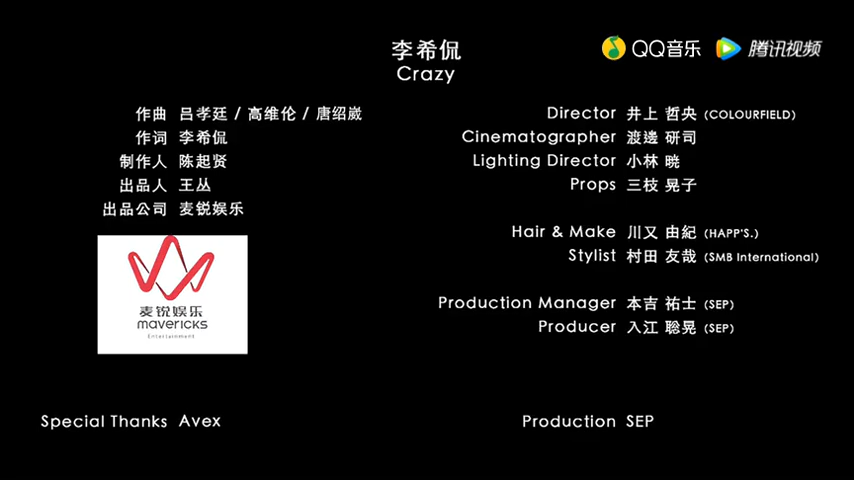 李希侃
Crazy
QQ音乐
腾讯视频
作曲 吕孝廷 / 高维伦 / 唐绍崴
作词 李希侃
制作人 陈起贤
出品人 王丛
出品公司 麦锐娱乐
麦锐娱乐
mavericks
Entertainment
Special Thanks Avex
Director 井上 哲央 (COLOURFIELD)
Cinematographer 渡邊 研司
Lighting Director 小林 暁
Props 三枝 晃子
Hair & Make 川又 由紀 (HAPP'S.)
Stylist 村田 友哉 (SMB International)
Production Manager 本吉 祐士 (SEP)
Producer 入江 聡晃 (SEP)
Production SEP